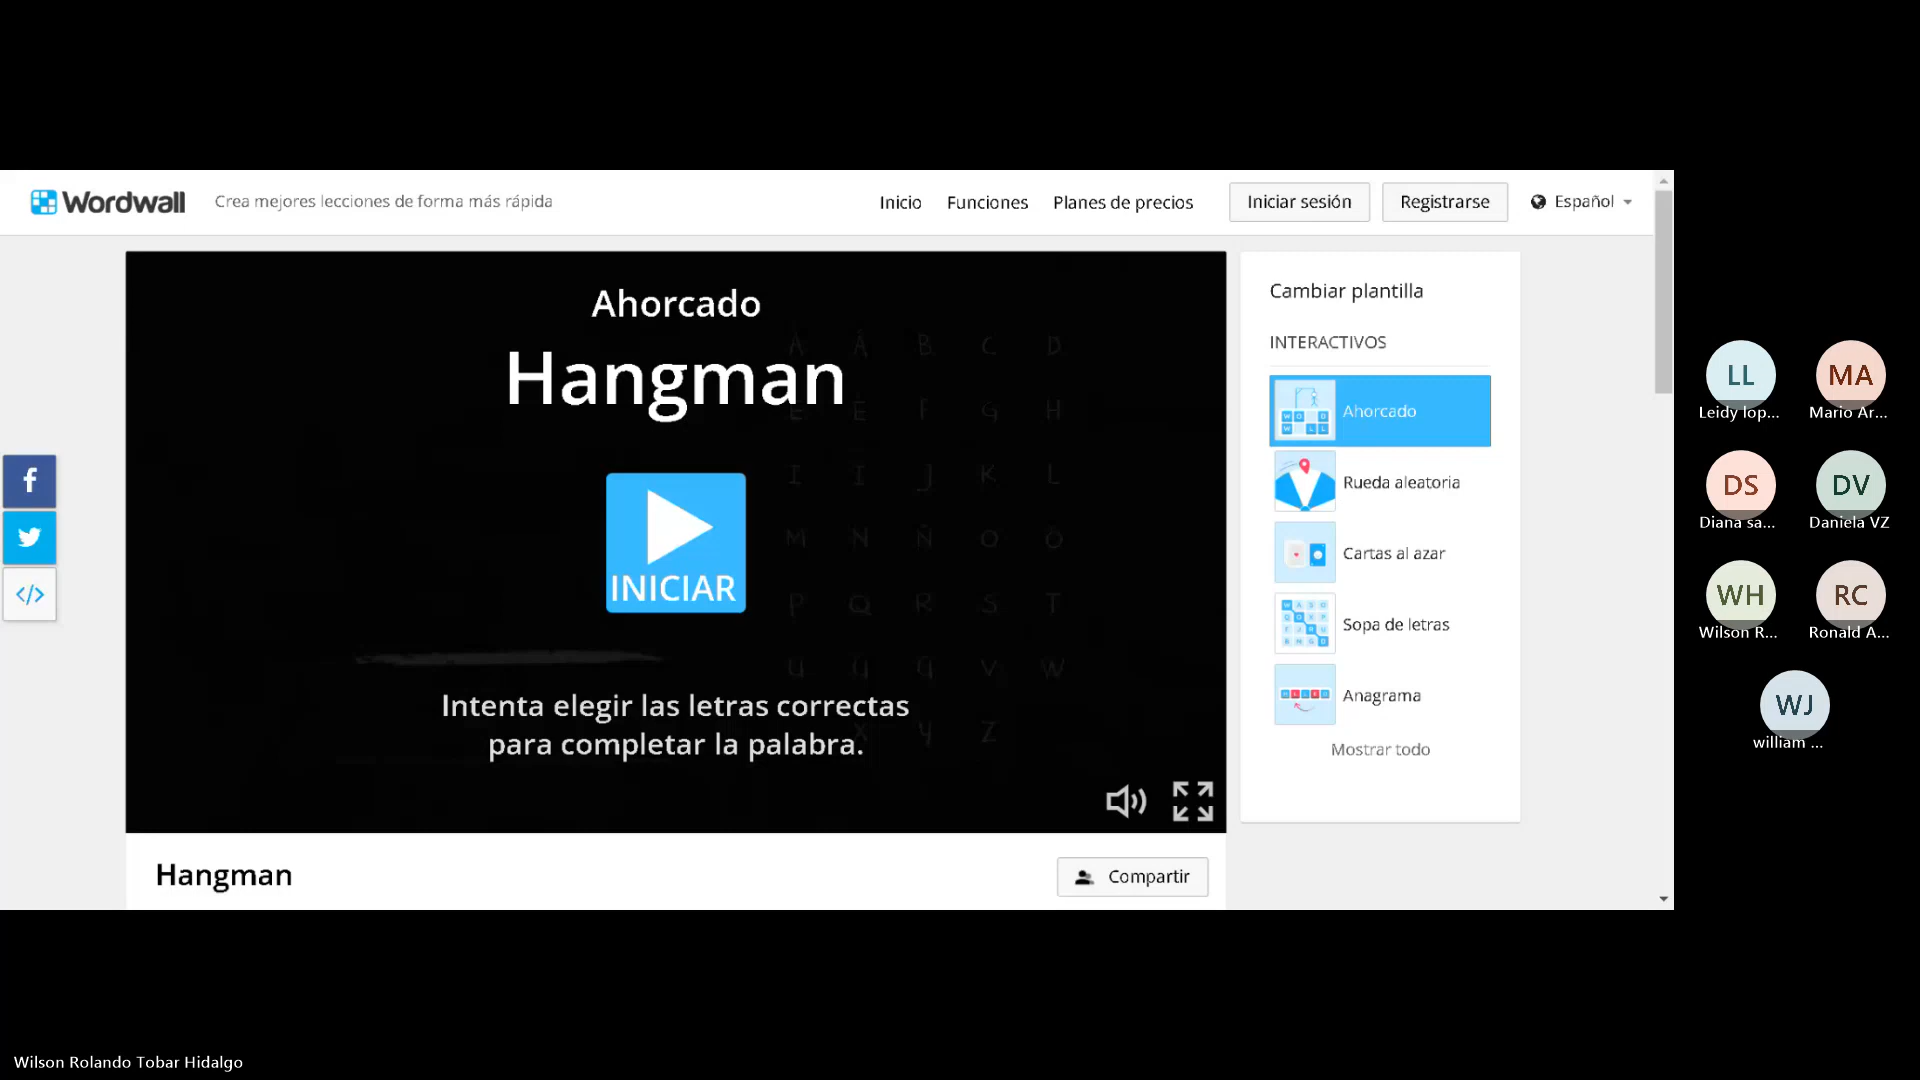 Wordwall
Crea mejores lecciones de forma más rápida
Inicio
Funciones
Planes de precios
Iniciar sesión
Registrarse
Español
Ahorcado
Hangman
INICIAR
Intenta elegir las letras correctas
para completar la palabra.
Hangman
Compartir
Cambiar plantilla
INTERACTIVOS
Ahorcado
Rueda aleatoria
Cartas al azar
Sopa de letras
Anagrama
Mostrar todo
LL
Leidy lop...
MA
Mario Ar...
DS
Diana sa...
DV
Daniela VZ
WH
Wilson R...
RC
Ronald A...
WJ
william ...
Wilson Rolando Tobar Hidalgo